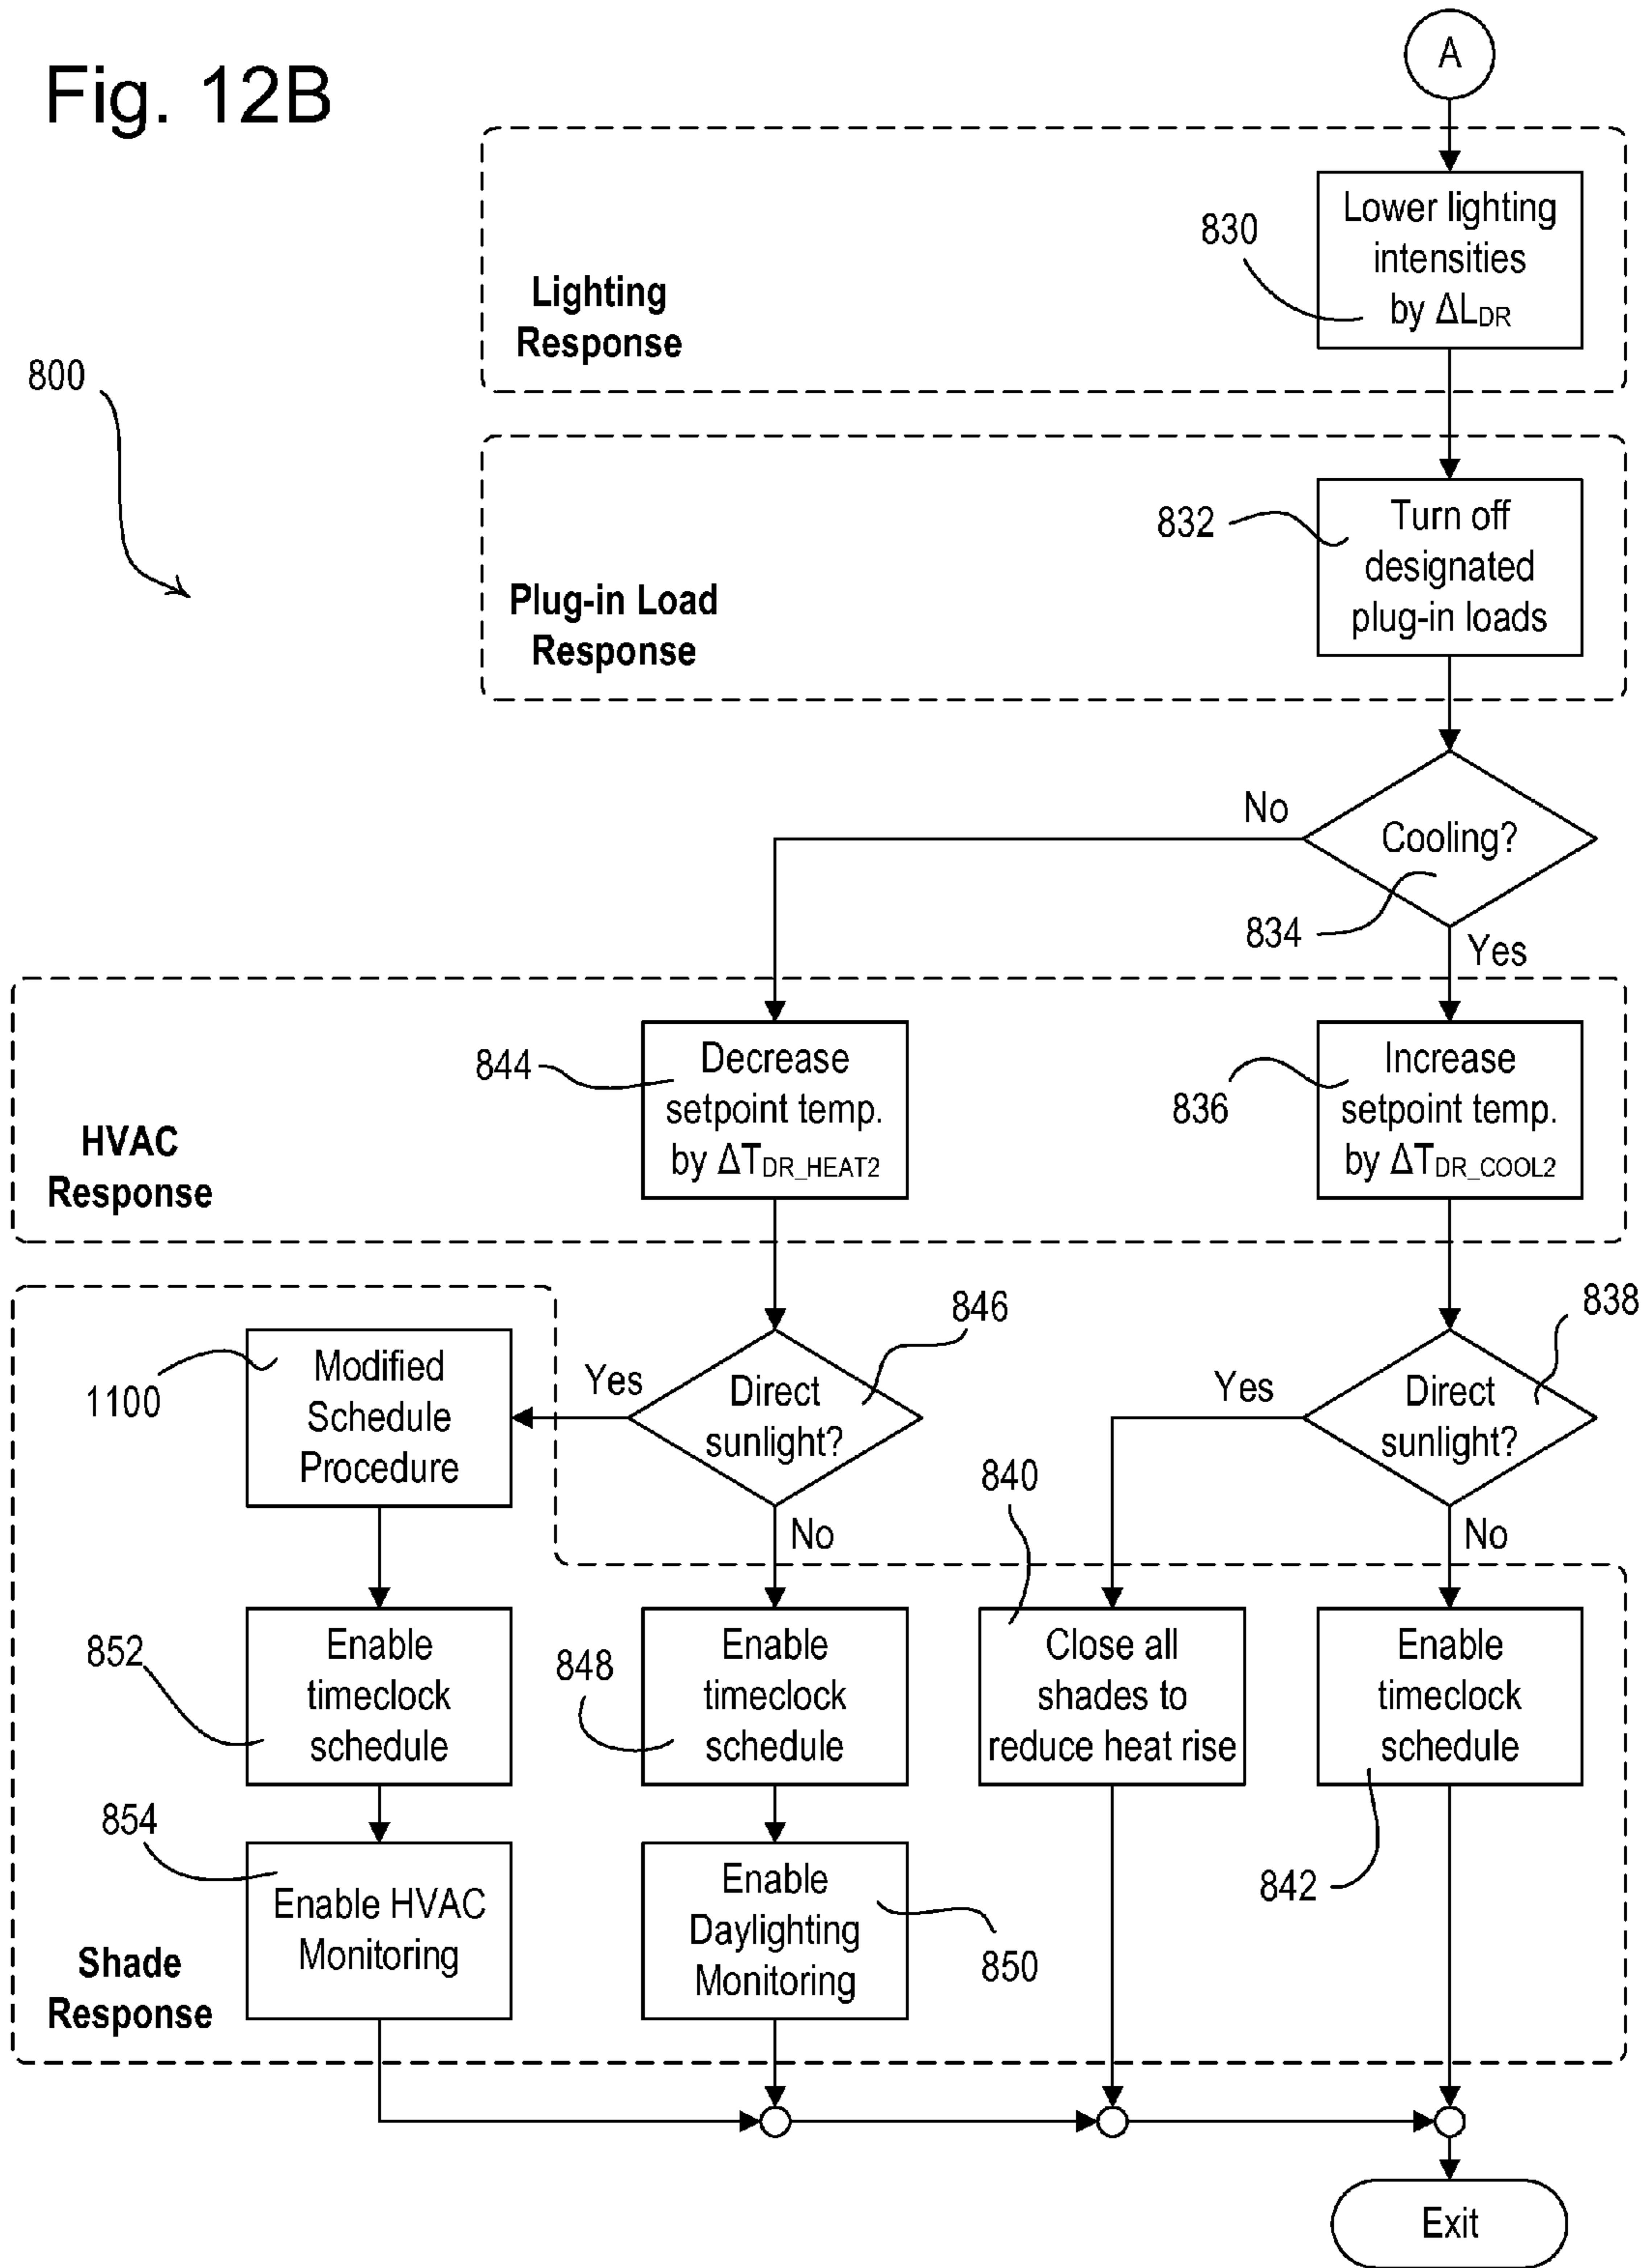 Fig. 12B
A
800
Lighting
Response
830
Lower lighting
intensities
by ΔLDR
Plug-in Load
Response
832
Turn off
designated
plug-in loads
Cooling?
834
No
Yes
HVAC
Response
844
Decrease
setpoint temp.
by ΔTDR_HEAT2
836
Increase
setpoint temp.
by ΔTDR_COOL2
1100
Modified
Schedule
Procedure
Yes
Direct
sunlight?
846
No
Yes
Direct
sunlight?
838
No
852
Enable
timeclock
schedule
848
Enable
timeclock
schedule
840
Close all
shades to
reduce heat rise
Enable
timeclock
schedule
842
854
Enable HVAC
Monitoring
Enable
Daylighting
Monitoring
850
Shade
Response
Exit